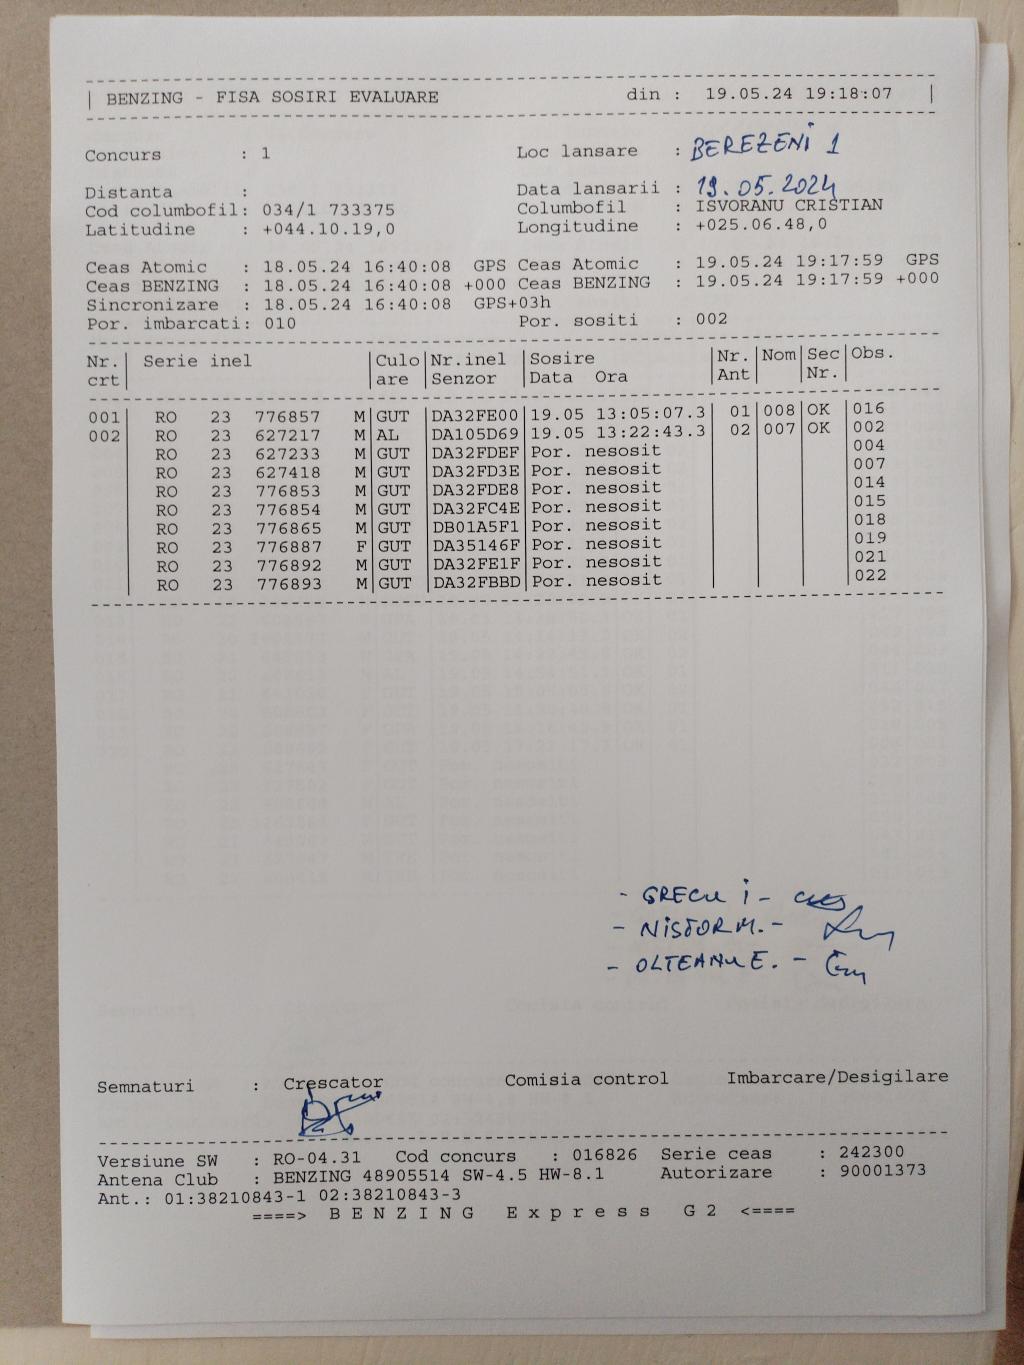 | BENZING - FISA SOSIRI EVALUARE din : 19.05.24 19:18:07 |
Concurs : 1 Loc lansare : BEREZENI 1
Distanta : Data lansarii : 19.05.2024
Cod columbofil: 034/1 733375 Columbofil : ISVORANU CRISTIAN
Latitudine : +044.10.19,0 Longitudine : +025.06.48,0
Ceas Atomic : 18.05.24 16:40:08 GPS Ceas Atomic : 19.05.24 19:17:59 GPS
Ceas BENZING : 18.05.24 16:40:08 +000 Ceas BENZING : 19.05.24 19:17:59 +000
Sincronizare : 18.05.24 16:40:08 GPS+03h
Por. imbarcati: 010 Por. sositi : 002
Nr. | Serie inel | Culo | Nr.inel | Sosire | Nr. | Nom | Sec | Obs.
crt | | are | Senzor | Data Ora | Ant | | Nr. |
001 RO 23 776857 M GUT DA32FE00 19.05 13:05:07.3 01 008 OK 016
002 RO 23 627217 M AL DA105D69 19.05 13:22:43.3 02 007 OK 002
RO 23 627233 M GUT DA32FDEF Por. nesosit 004
RO 23 627418 M GUT DA32FD3E Por. nesosit 007
RO 23 776853 M GUT DA32FDE8 Por. nesosit 014
RO 23 776854 M GUT DA32FC4E Por. nesosit 015
RO 23 776865 M GUT DB01A5F1 Por. nesosit 018
RO 23 776887 F GUT DA35146F Por. nesosit 019
RO 23 776892 M GUT DA32FE1F Por. nesosit 021
RO 23 776893 M GUT DA32FBBD Por. nesosit 022
- GRECU I -
- NISTOR M. -
- OLTEANU E. -
Semnaturi : Crescator Comisia control Imbarcare/Desigilare
Versiune SW : RO-04.31 Cod concurs : 016826 Serie ceas : 242300
Antena Club : BENZING 48905514 SW-4.5 HW-8.1 Autorizare : 90001373
Ant.: 01:38210843-1 02:38210843-3
====> B E N Z I N G E x p r e s s G 2 <====